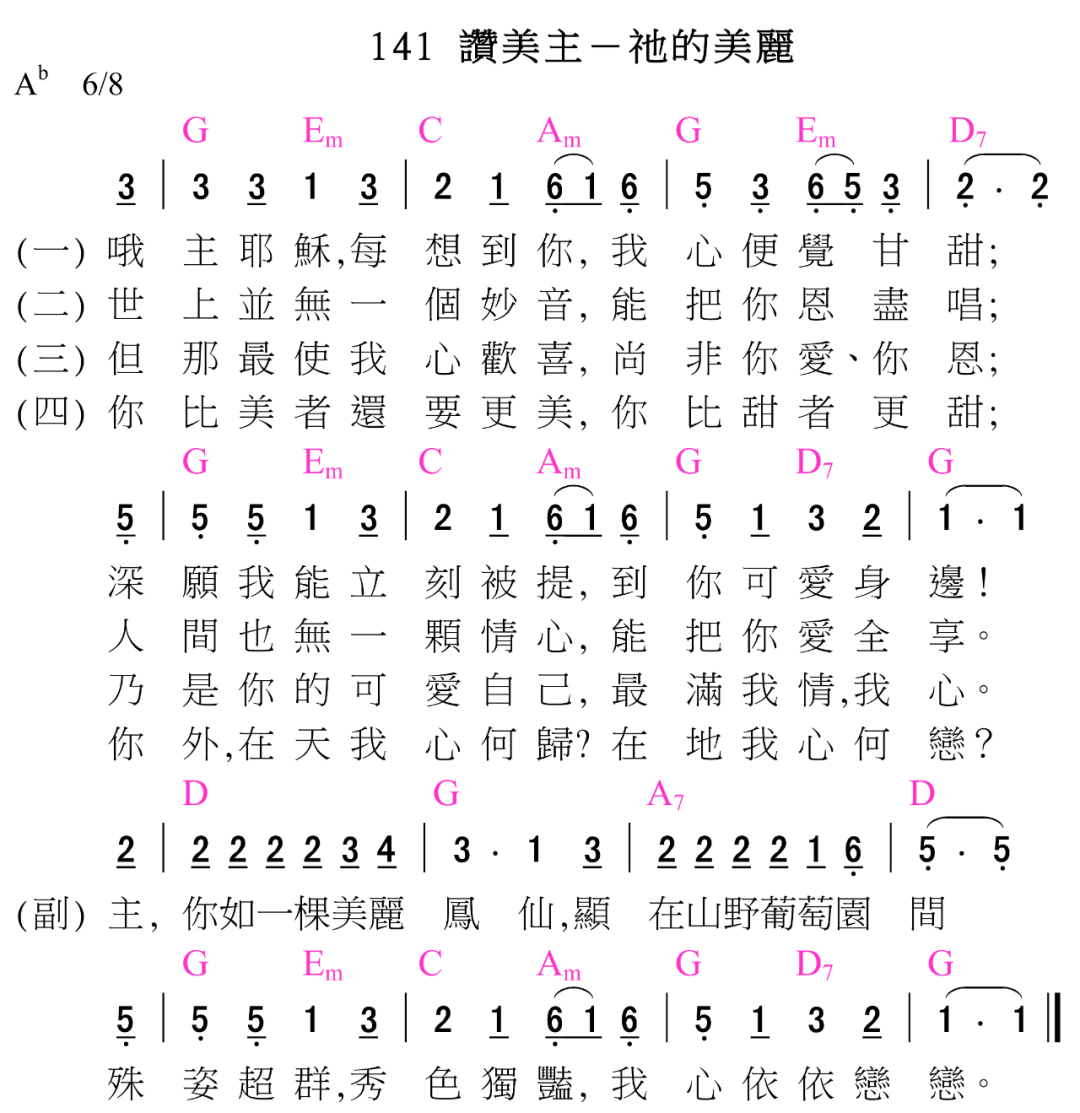 141 讚美主－祂的美麗
A♭ 6/8
G Em C Am G Em D7
3 | 3 3 1 3 | 2 1 6 1 6 | 5 3 6 5 3 | 2 · 2
(一) 哦 主 耶 穌,每 想 到 你, 我 心 便 覺 甘 甜;
(二) 世 上 並 無 一 個 妙 音, 能 把 你 恩 盡 唱;
(三) 但 那 最 使 我 心 歡 喜, 尚 非 你 愛、你 恩;
(四) 你 比 美 者 還 要 更 美, 你 比 甜 者 更 甜;
G Em C Am G D7 G
5 | 5 5 1 3 | 2 1 6 1 6 | 5 1 3 2 | 1 · 1
深 願 我 能 立 刻 被 提, 到 你 可 愛 身 邊!
人 間 也 無 一 顆 情 心, 能 把 你 愛 全 享。
乃 是 你 的 可 愛 自 己, 最 滿 我 情,我 心。
你 外,在 天 我 心 何 歸? 在 地 我 心 何 戀?
D G A7 D
2 | 2 2 2 2 3 4 | 3 · 1 3 | 2 2 2 2 1 6 | 5 · 5
(副) 主, 你如一棵美麗 鳳 仙,顯 在山野葡萄園 間
G Em C Am G D7 G
5 | 5 5 1 3 | 2 1 6 1 6 | 5 1 3 2 | 1 · 1 ‖
殊 姿 超 群,秀 色 獨 豔, 我 心 依 依 戀 戀。